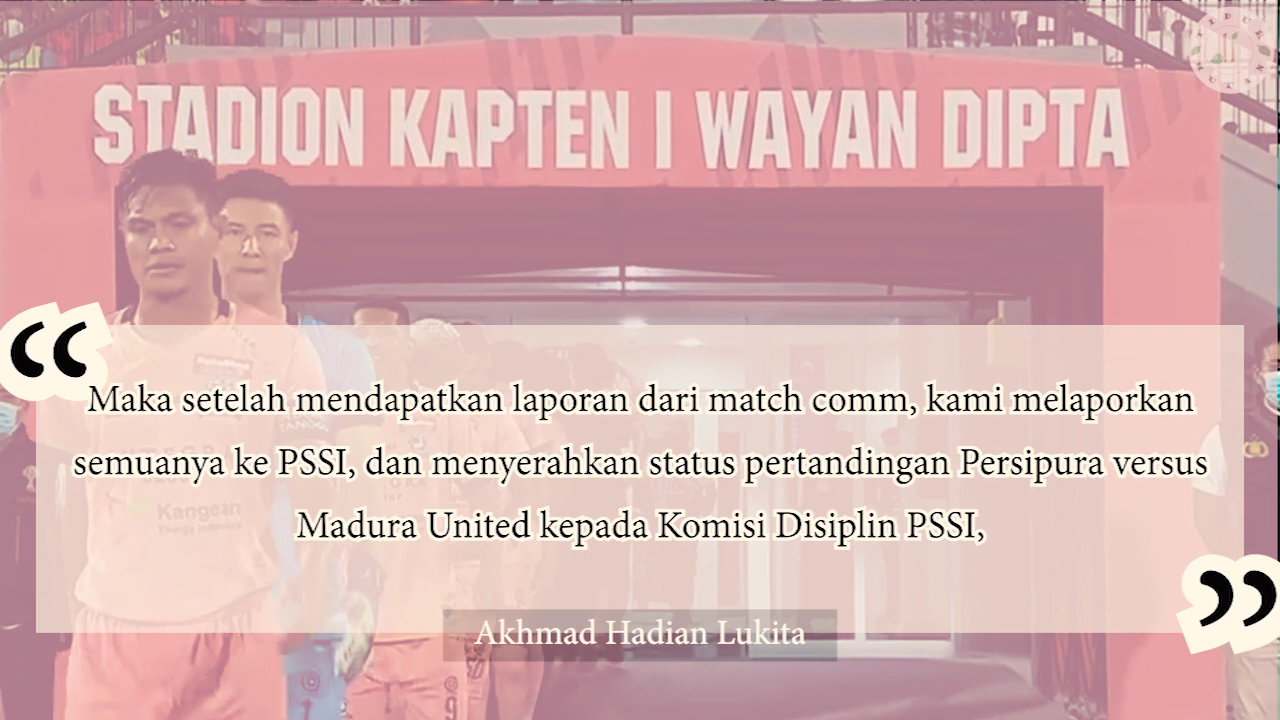 STADION KAPTEN I WAYAN DIPTA
“
Maka setelah mendapatkan laporan dari match comm, kami melaporkan
semuanya ke PSSI, dan menyerahkan status pertandingan Persipura versus
Madura United kepada Komisi Disiplin PSSI,
”
Akhmad Hadian Lukita
Kangean